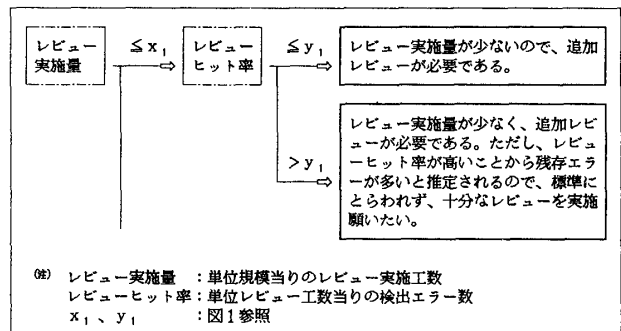 レビュー
実施量
≦x₁
レビュー
ヒット率
≦y₁
レビュー実施量が少ないので、追加
レビューが必要である。
>y₁
レビュー実施量が少なく、追加レビ
ューが必要である。ただし、レビュ
ーヒット率が高いことから残存エラ
ーが多いと推定されるので、標準に
とらわれず、十分なレビューを実施
願いたい。
(注) レビュー実施量 :単位規模当りのレビュー実施工数
レビューヒット率:単位レビュー工数当りの検出エラー数
x₁、y₁ :図1参照